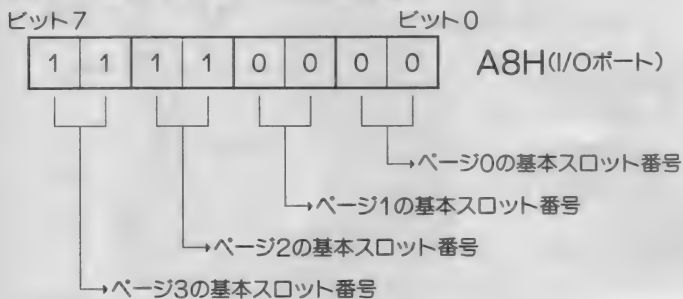 ビット7 ビット0
1 1 1 1 0 0 0 0 A8H(I/Oポート)
ページ0の基本スロット番号
ページ1の基本スロット番号
ページ2の基本スロット番号
ページ3の基本スロット番号